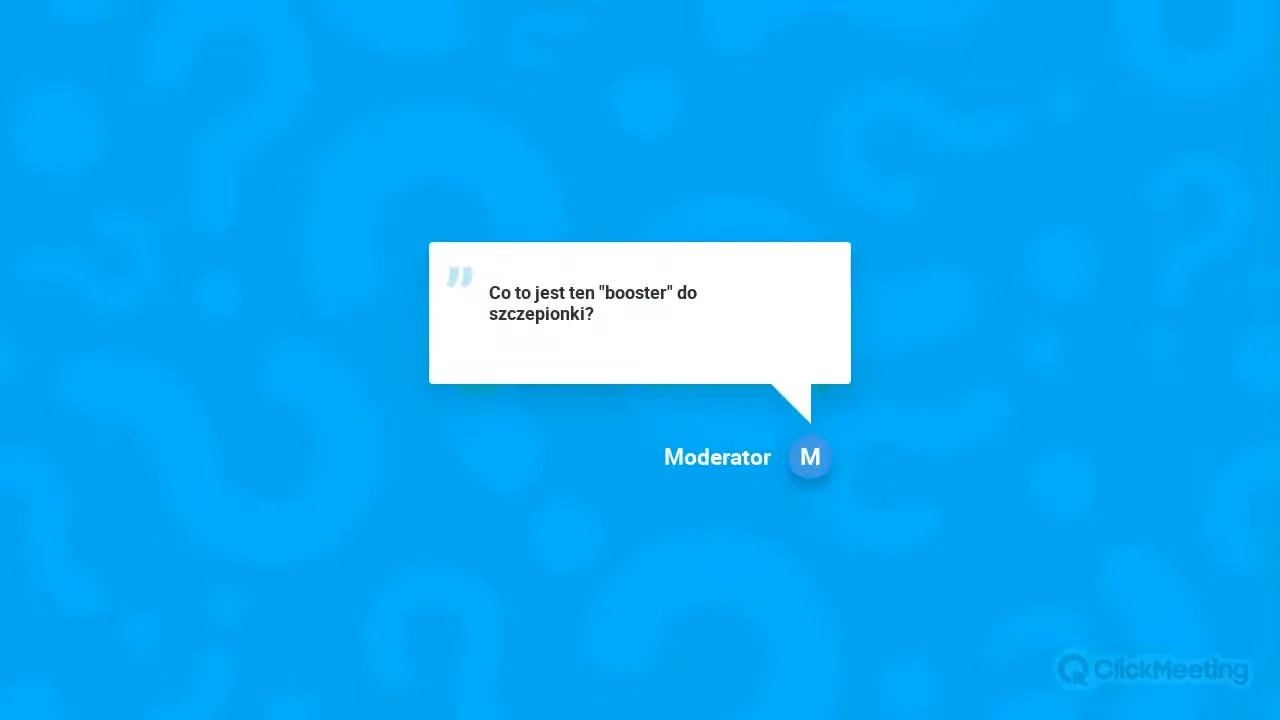 Co to jest ten "booster" do
szczepionki?
Moderator M
ClickMeeting